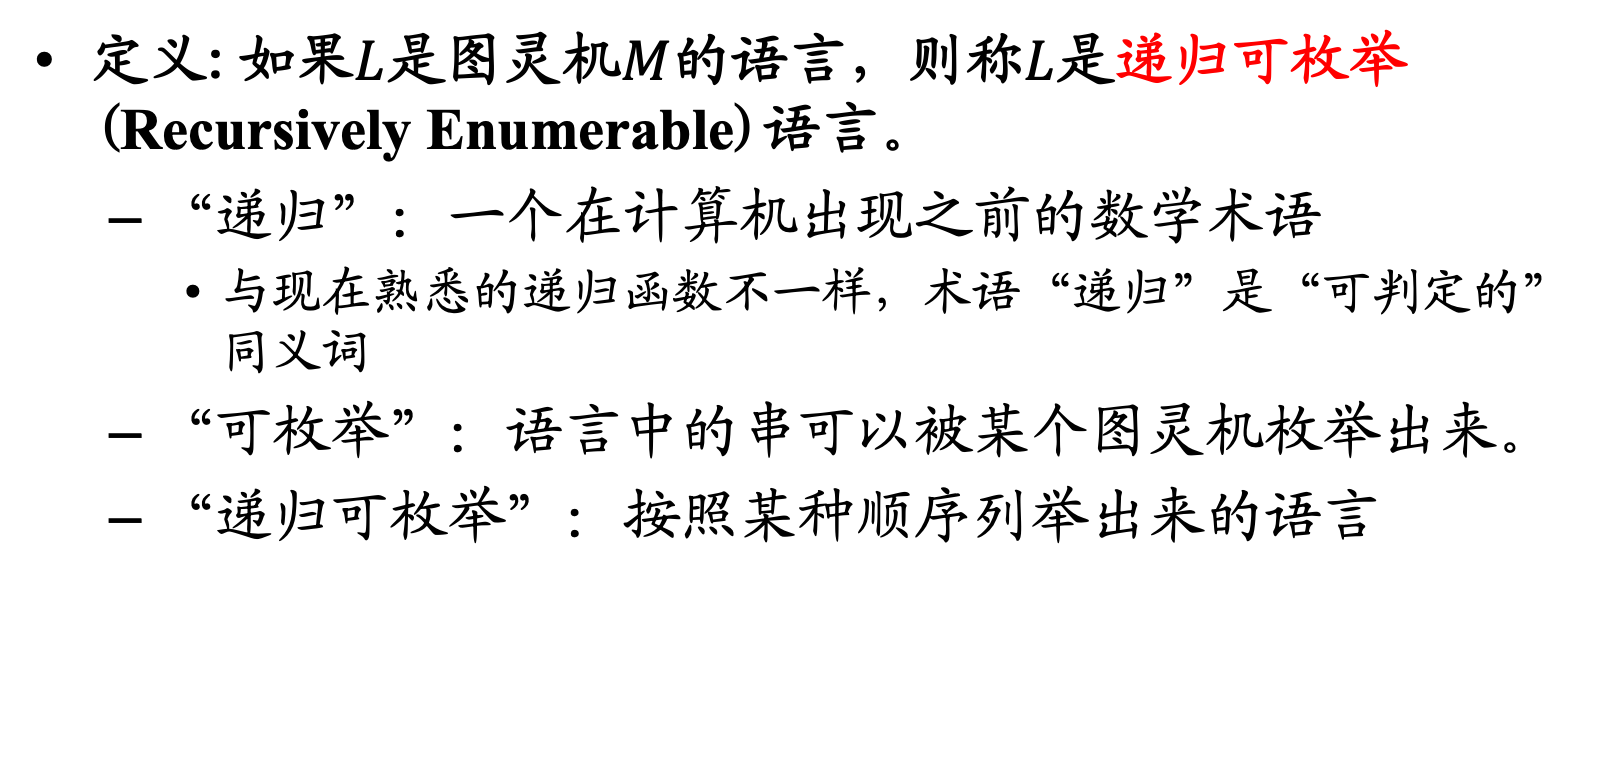 • 定义: 如果L是图灵机M的语言，则称L是递归可枚举
(Recursively Enumerable)语言。
– “递归”：一个在计算机出现之前的数学术语
• 与现在熟悉的递归函数不一样，术语“递归”是“可判定的”
同义词
– “可枚举”：语言中的串可以被某个图灵机枚举出来。
– “递归可枚举”：按照某种顺序列举出来的语言